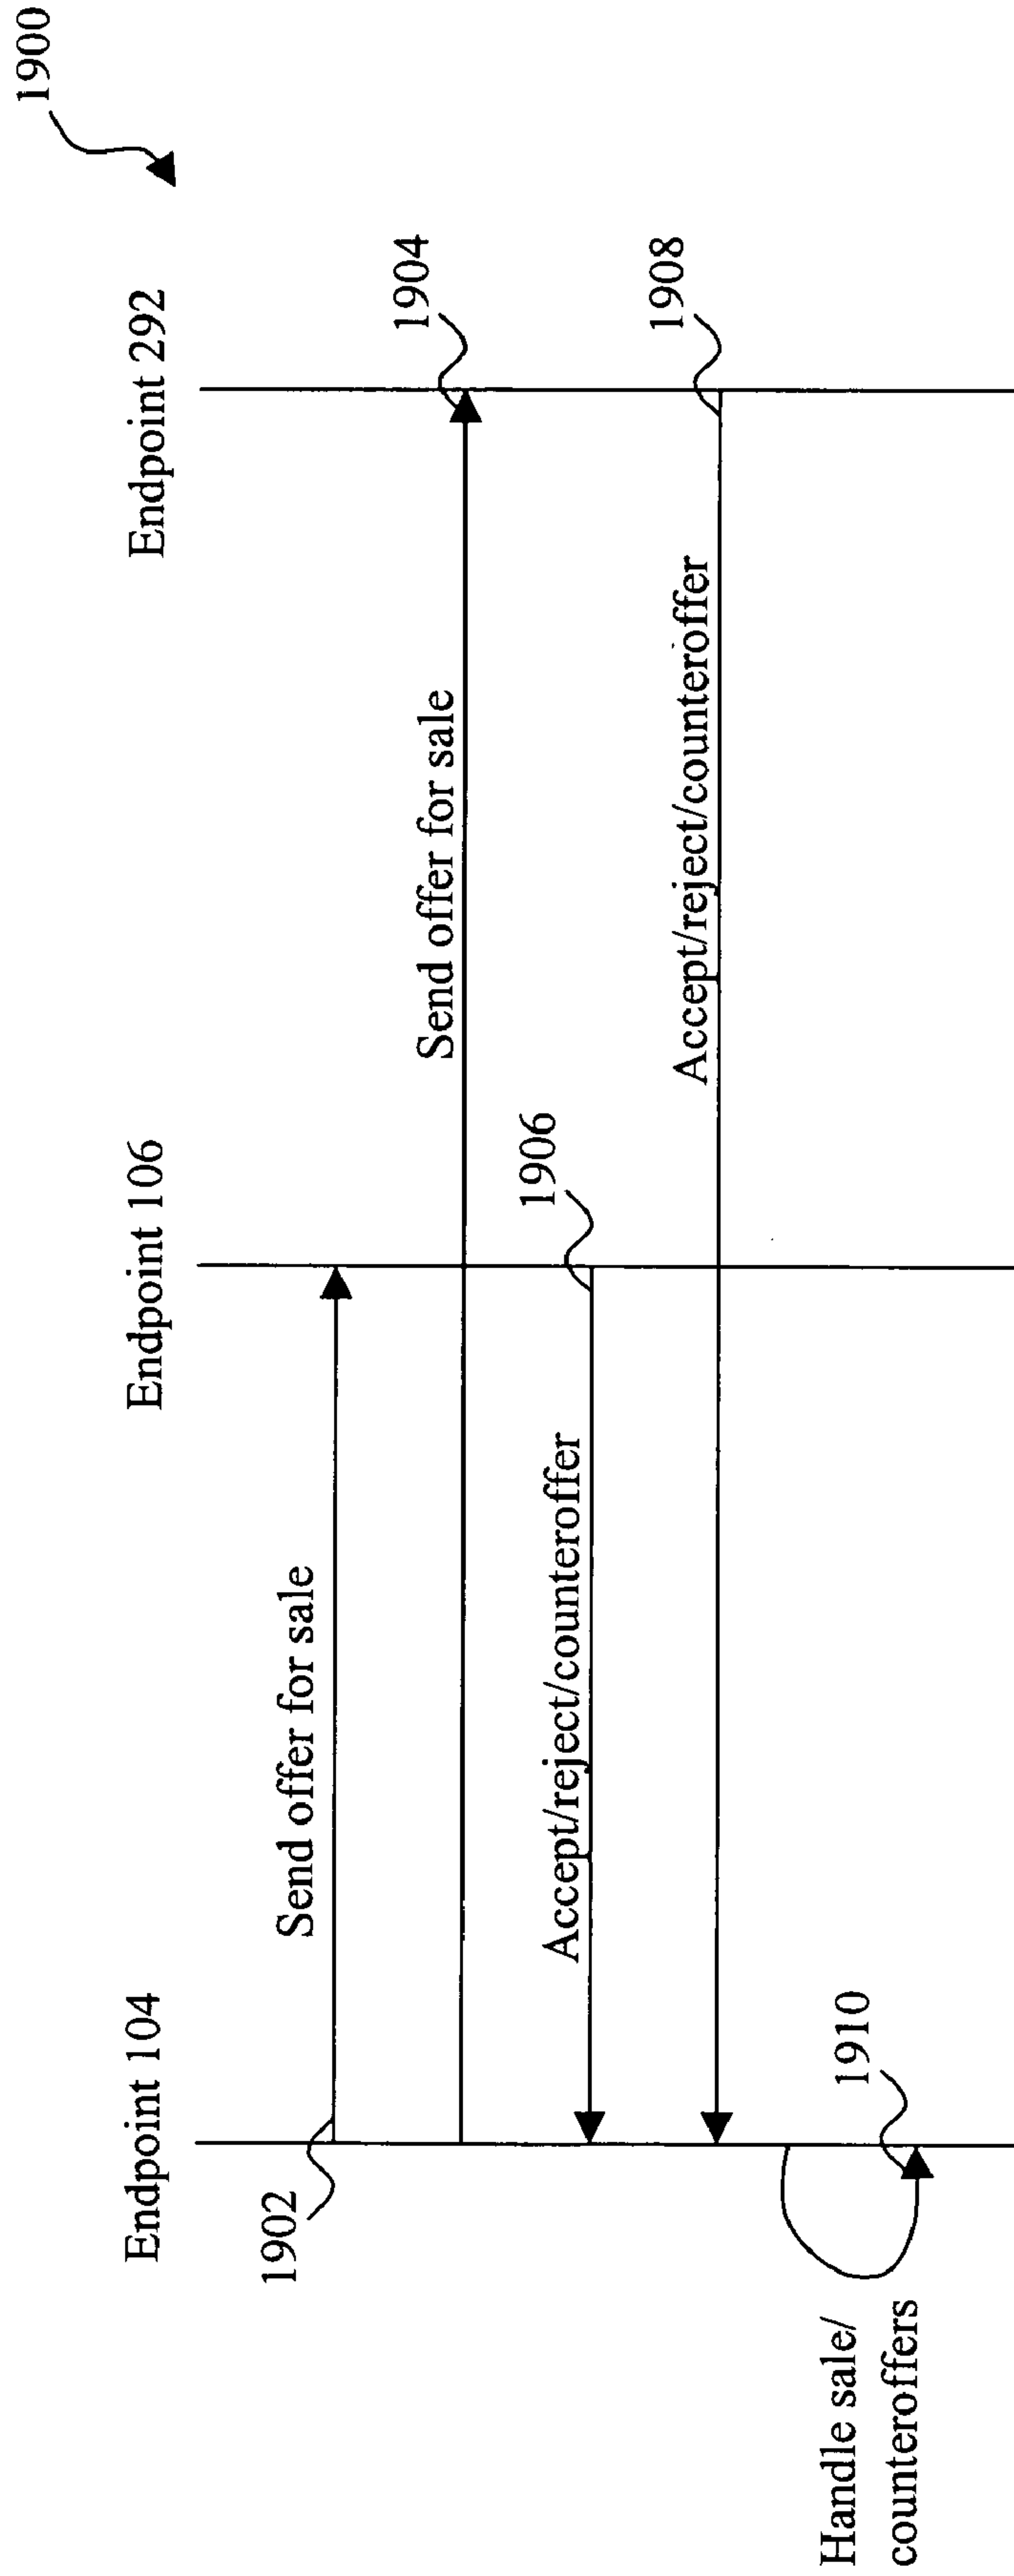 1900
Endpoint 104
Endpoint 106
Endpoint 292
1902
Send offer for sale
Send offer for sale
1904
Accept/reject/counteroffer
1906
Accept/reject/counteroffer
1908
Handle sale/
counteroffers
1910